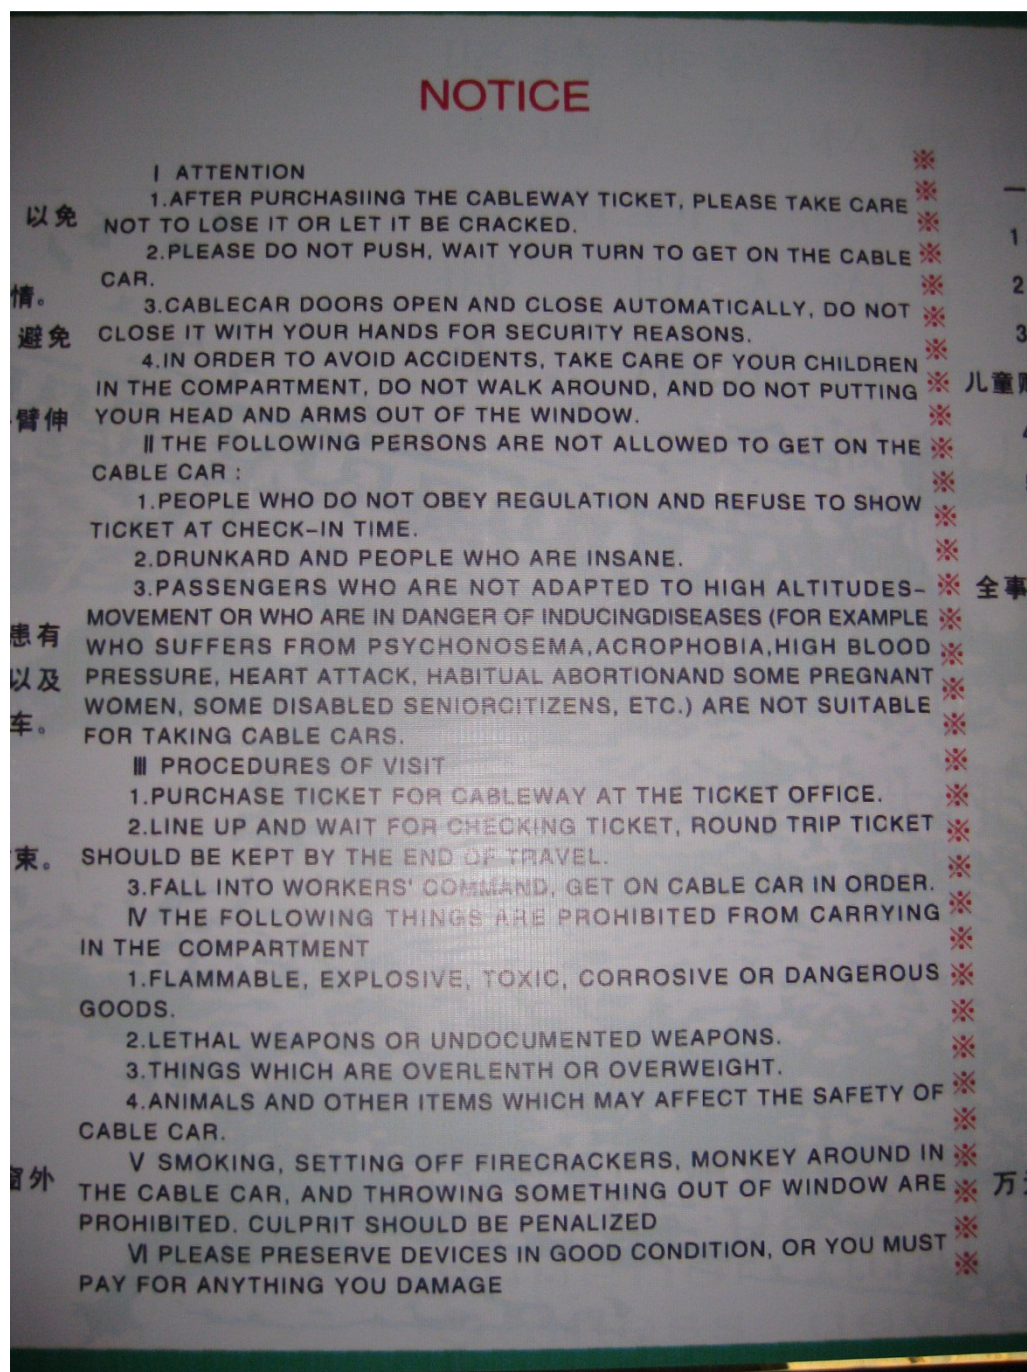 NOTICE
Ⅰ ATTENTION
1.AFTER PURCHASIING THE CABLEWAY TICKET, PLEASE TAKE CARE
NOT TO LOSE IT OR LET IT BE CRACKED.
2.PLEASE DO NOT PUSH, WAIT YOUR TURN TO GET ON THE CABLE
CAR.
3.CABLECAR DOORS OPEN AND CLOSE AUTOMATICALLY, DO NOT
CLOSE IT WITH YOUR HANDS FOR SECURITY REASONS.
4.IN ORDER TO AVOID ACCIDENTS, TAKE CARE OF YOUR CHILDREN
IN THE COMPARTMENT, DO NOT WALK AROUND, AND DO NOT PUTTING
YOUR HEAD AND ARMS OUT OF THE WINDOW.
Ⅱ THE FOLLOWING PERSONS ARE NOT ALLOWED TO GET ON THE
CABLE CAR :
1.PEOPLE WHO DO NOT OBEY REGULATION AND REFUSE TO SHOW
TICKET AT CHECK-IN TIME.
2.DRUNKARD AND PEOPLE WHO ARE INSANE.
3.PASSENGERS WHO ARE NOT ADAPTED TO HIGH ALTITUDES-
MOVEMENT OR WHO ARE IN DANGER OF INDUCINGDISEASES (FOR EXAMPLE
WHO SUFFERS FROM PSYCHONOSEMA,ACROPHOBIA,HIGH BLOOD
PRESSURE, HEART ATTACK, HABITUAL ABORTIONAND SOME PREGNANT
WOMEN, SOME DISABLED SENIORCITIZENS, ETC.) ARE NOT SUITABLE
FOR TAKING CABLE CARS.
Ⅲ PROCEDURES OF VISIT
1.PURCHASE TICKET FOR CABLEWAY AT THE TICKET OFFICE.
2.LINE UP AND WAIT FOR CHECKING TICKET, ROUND TRIP TICKET
SHOULD BE KEPT BY THE END OF TRAVEL.
3.FALL INTO WORKERS' COMMAND, GET ON CABLE CAR IN ORDER.
Ⅳ THE FOLLOWING THINGS ARE PROHIBITED FROM CARRYING
IN THE COMPARTMENT
1.FLAMMABLE, EXPLOSIVE, TOXIC, CORROSIVE OR DANGEROUS
GOODS.
2.LETHAL WEAPONS OR UNDOCUMENTED WEAPONS.
3.THINGS WHICH ARE OVERLENTH OR OVERWEIGHT.
4.ANIMALS AND OTHER ITEMS WHICH MAY AFFECT THE SAFETY OF
CABLE CAR.
Ⅴ SMOKING, SETTING OFF FIRECRACKERS, MONKEY AROUND IN
THE CABLE CAR, AND THROWING SOMETHING OUT OF WINDOW ARE
PROHIBITED. CULPRIT SHOULD BE PENALIZED
Ⅵ PLEASE PRESERVE DEVICES IN GOOD CONDITION, OR YOU MUST
PAY FOR ANYTHING YOU DAMAGE
以免
情。
避免
臂伸
患有
以及
车。
束。
窗外
一
1
2
3
儿童
全事
万